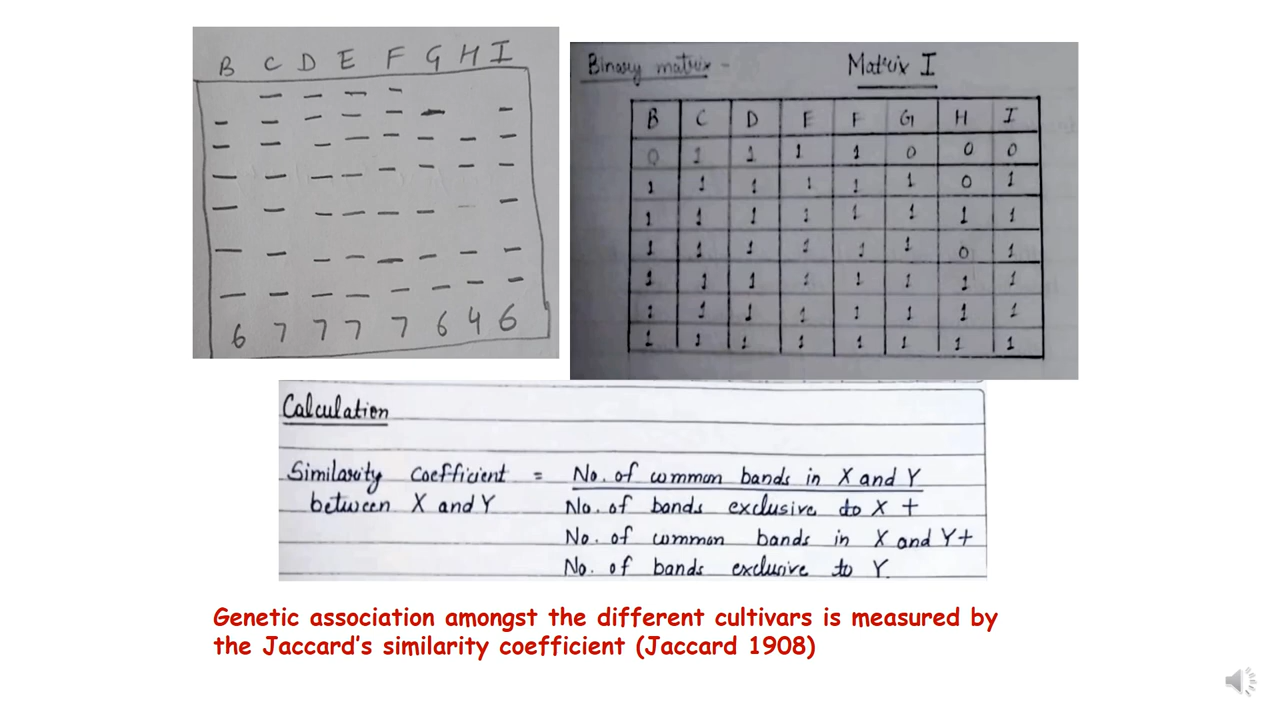 B C D E F G H I
6 7 7 7 7 6 4 6
Binary matrix - Matrix I
B C D E F G H I
0 1 1 1 1 0 0 0
1 1 1 1 1 1 0 1
1 1 1 1 1 1 1 1
1 1 1 1 1 1 0 1
1 1 1 1 1 1 1 1
1 1 1 1 1 1 1 1
1 1 1 1 1 1 1 1
Calculation
Similarity coefficient = No. of common bands in X and Y
between X and Y No. of bands exclusive to X +
No. of common bands in X and Y+
No. of bands exclusive to Y
Genetic association amongst the different cultivars is measured by
the Jaccard's similarity coefficient (Jaccard 1908)